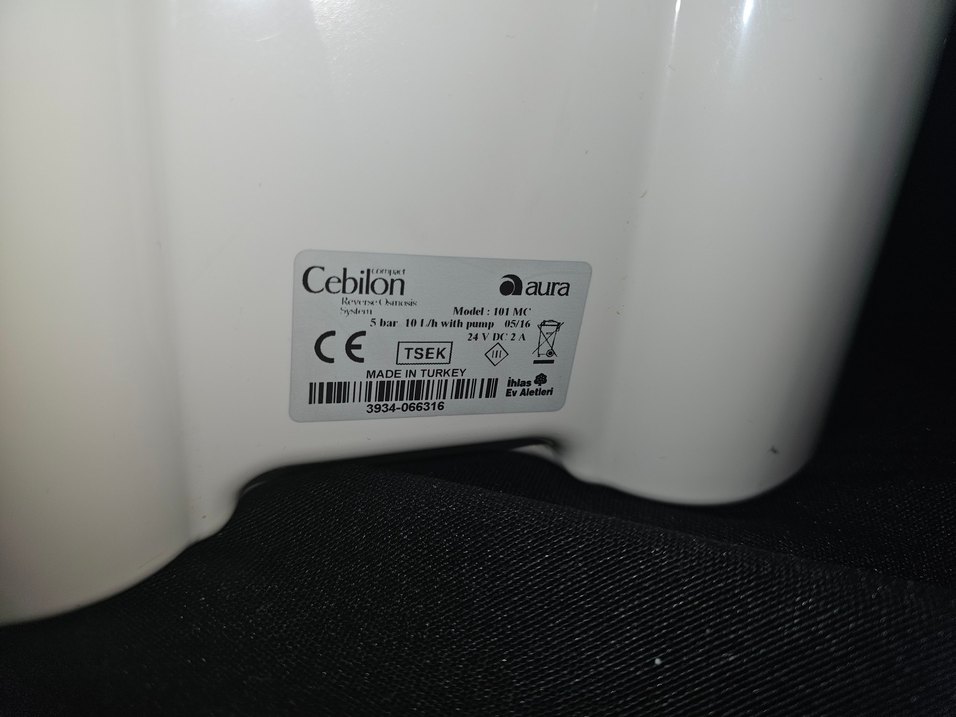 Cebilon compact
aura
Reverse Osmosis
System
Model : 101 MC
5 bar 10 L/h with pump 05/16
24 V DC 2 A
CE
TSEK
III
MADE IN TURKEY
İhlas
Ev Aletleri
3934-066316